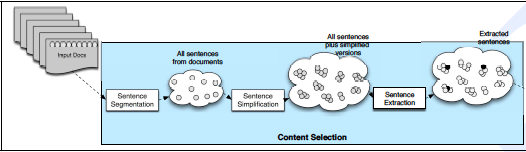 Input Docs
All sentences
from documents
All sentences
plus simplified
versions
Extracted
sentences
Sentence
Segmentation
Sentence
Simplification
Sentence
Extraction
Content Selection